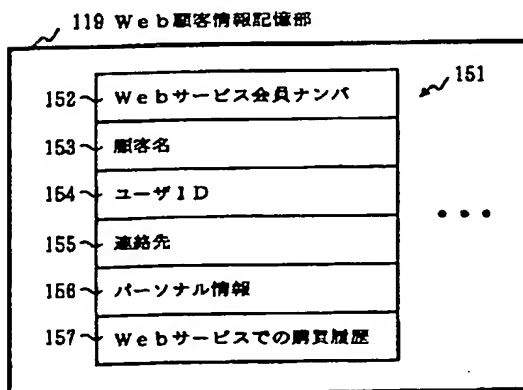 119 Web顧客情報記憶部
151
152 Webサービス会員ナンバ
153 顧客名
154 ユーザID
155 連絡先
156 パーソナル情報
157 Webサービスでの購買履歴